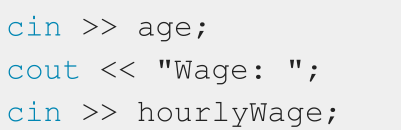 cin >> age;
cout << "Wage: ";
cin >> hourlyWage;